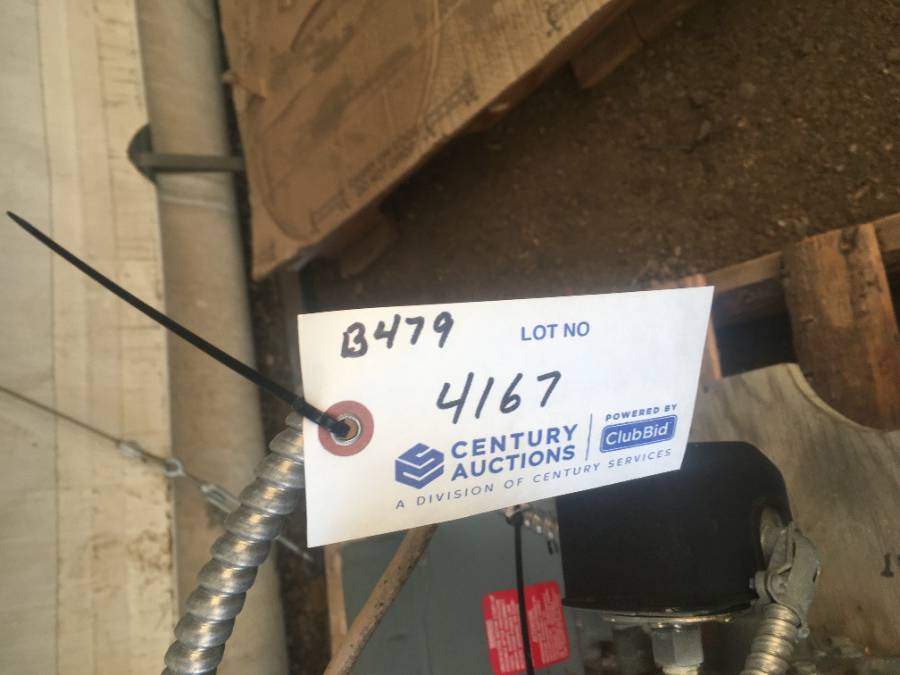 B479
LOT NO
4167
CENTURY
AUCTIONS
POWERED BY
ClubBid
A DIVISION OF CENTURY SERVICES